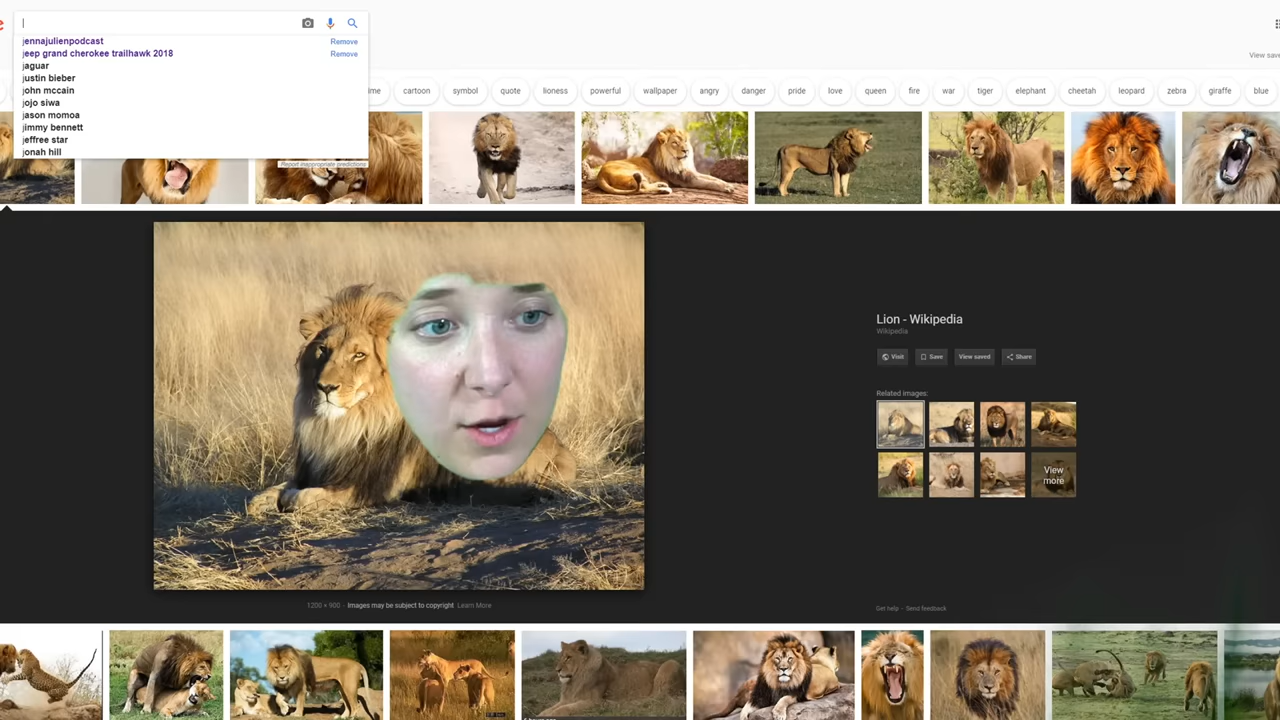 jennajulienpodcast Remove
jeep grand cherokee trailhawk 2018 Remove
jaguar
justin bieber
john mccain
jojo siwa
jason momoa
jimmy bennett
jeffree star
jonah hill
Report inappropriate predictions
View save
ime cartoon symbol quote lioness powerful wallpaper angry danger pride love queen fire war tiger elephant cheetah leopard zebra giraffe blue
Lion - Wikipedia
Wikipedia
Visit Save View saved Share
Related Images:
View more
1200 × 900 - Images may be subject to copyright Learn More
Get help - Send feedback